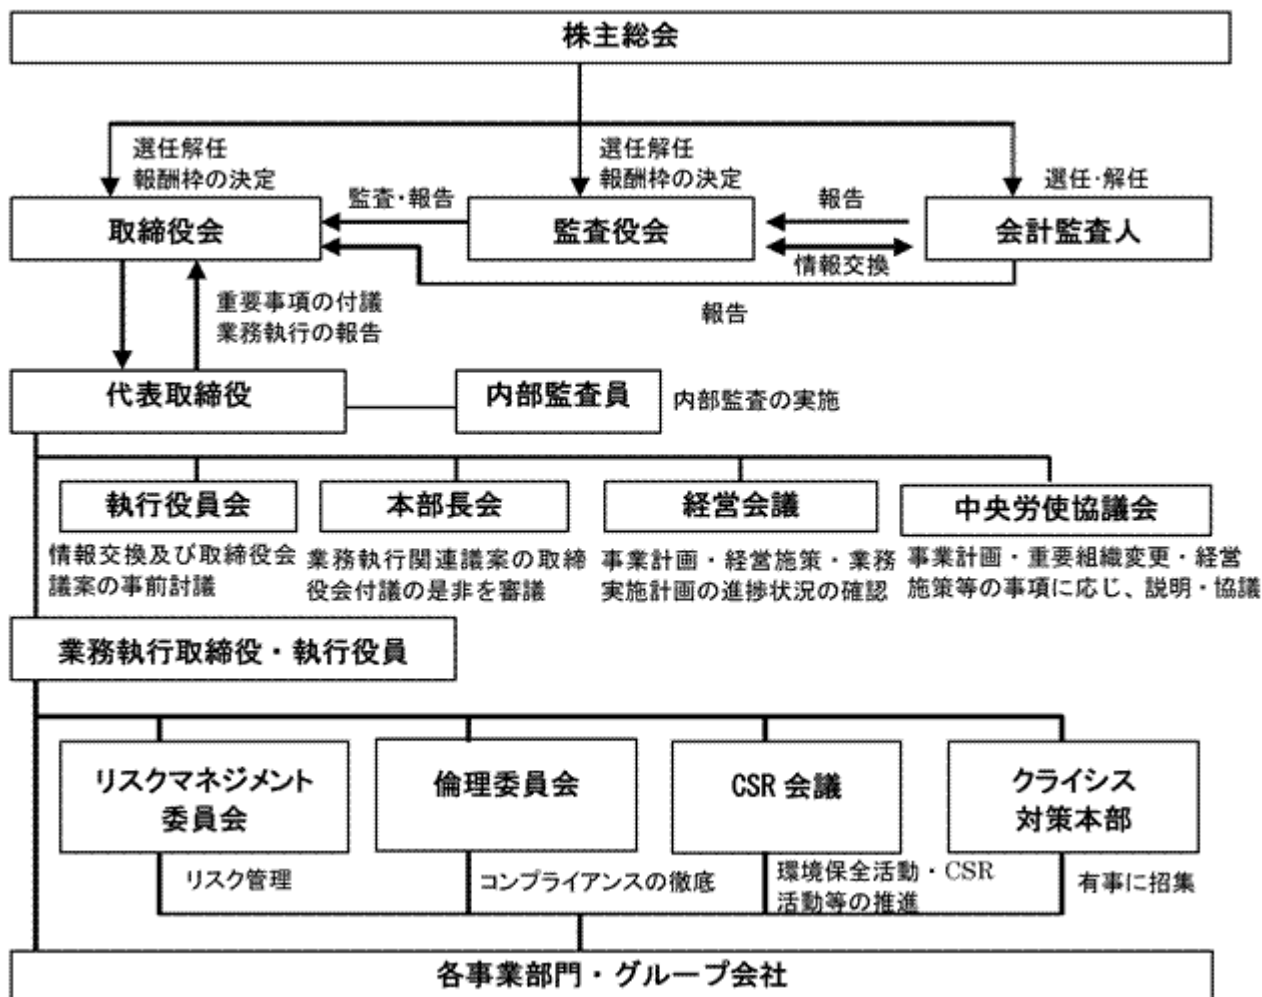 株主総会
選任解任
報酬枠の決定
選任解任
報酬枠の決定
選任・解任
監査・報告
報告
取締役会
監査役会
会計監査人
情報交換
報告
重要事項の付議
業務執行の報告
代表取締役
内部監査員
内部監査の実施
執行役員会
本部長会
経営会議
中央労使協議会
情報交換及び取締役会
議案の事前討議
業務執行関連議案の取締
役会付議の是非を審議
事業計画・経営施策・業務
実施計画の進捗状況の確認
事業計画・重要組織変更・経営
施策等の事項に応じ、説明・協議
業務執行取締役・執行役員
リスクマネジメント
委員会
倫理委員会
CSR 会議
クライシス
対策本部
リスク管理
コンプライアンスの徹底
環境保全活動・CSR
活動等の推進
有事に招集
各事業部門・グループ会社